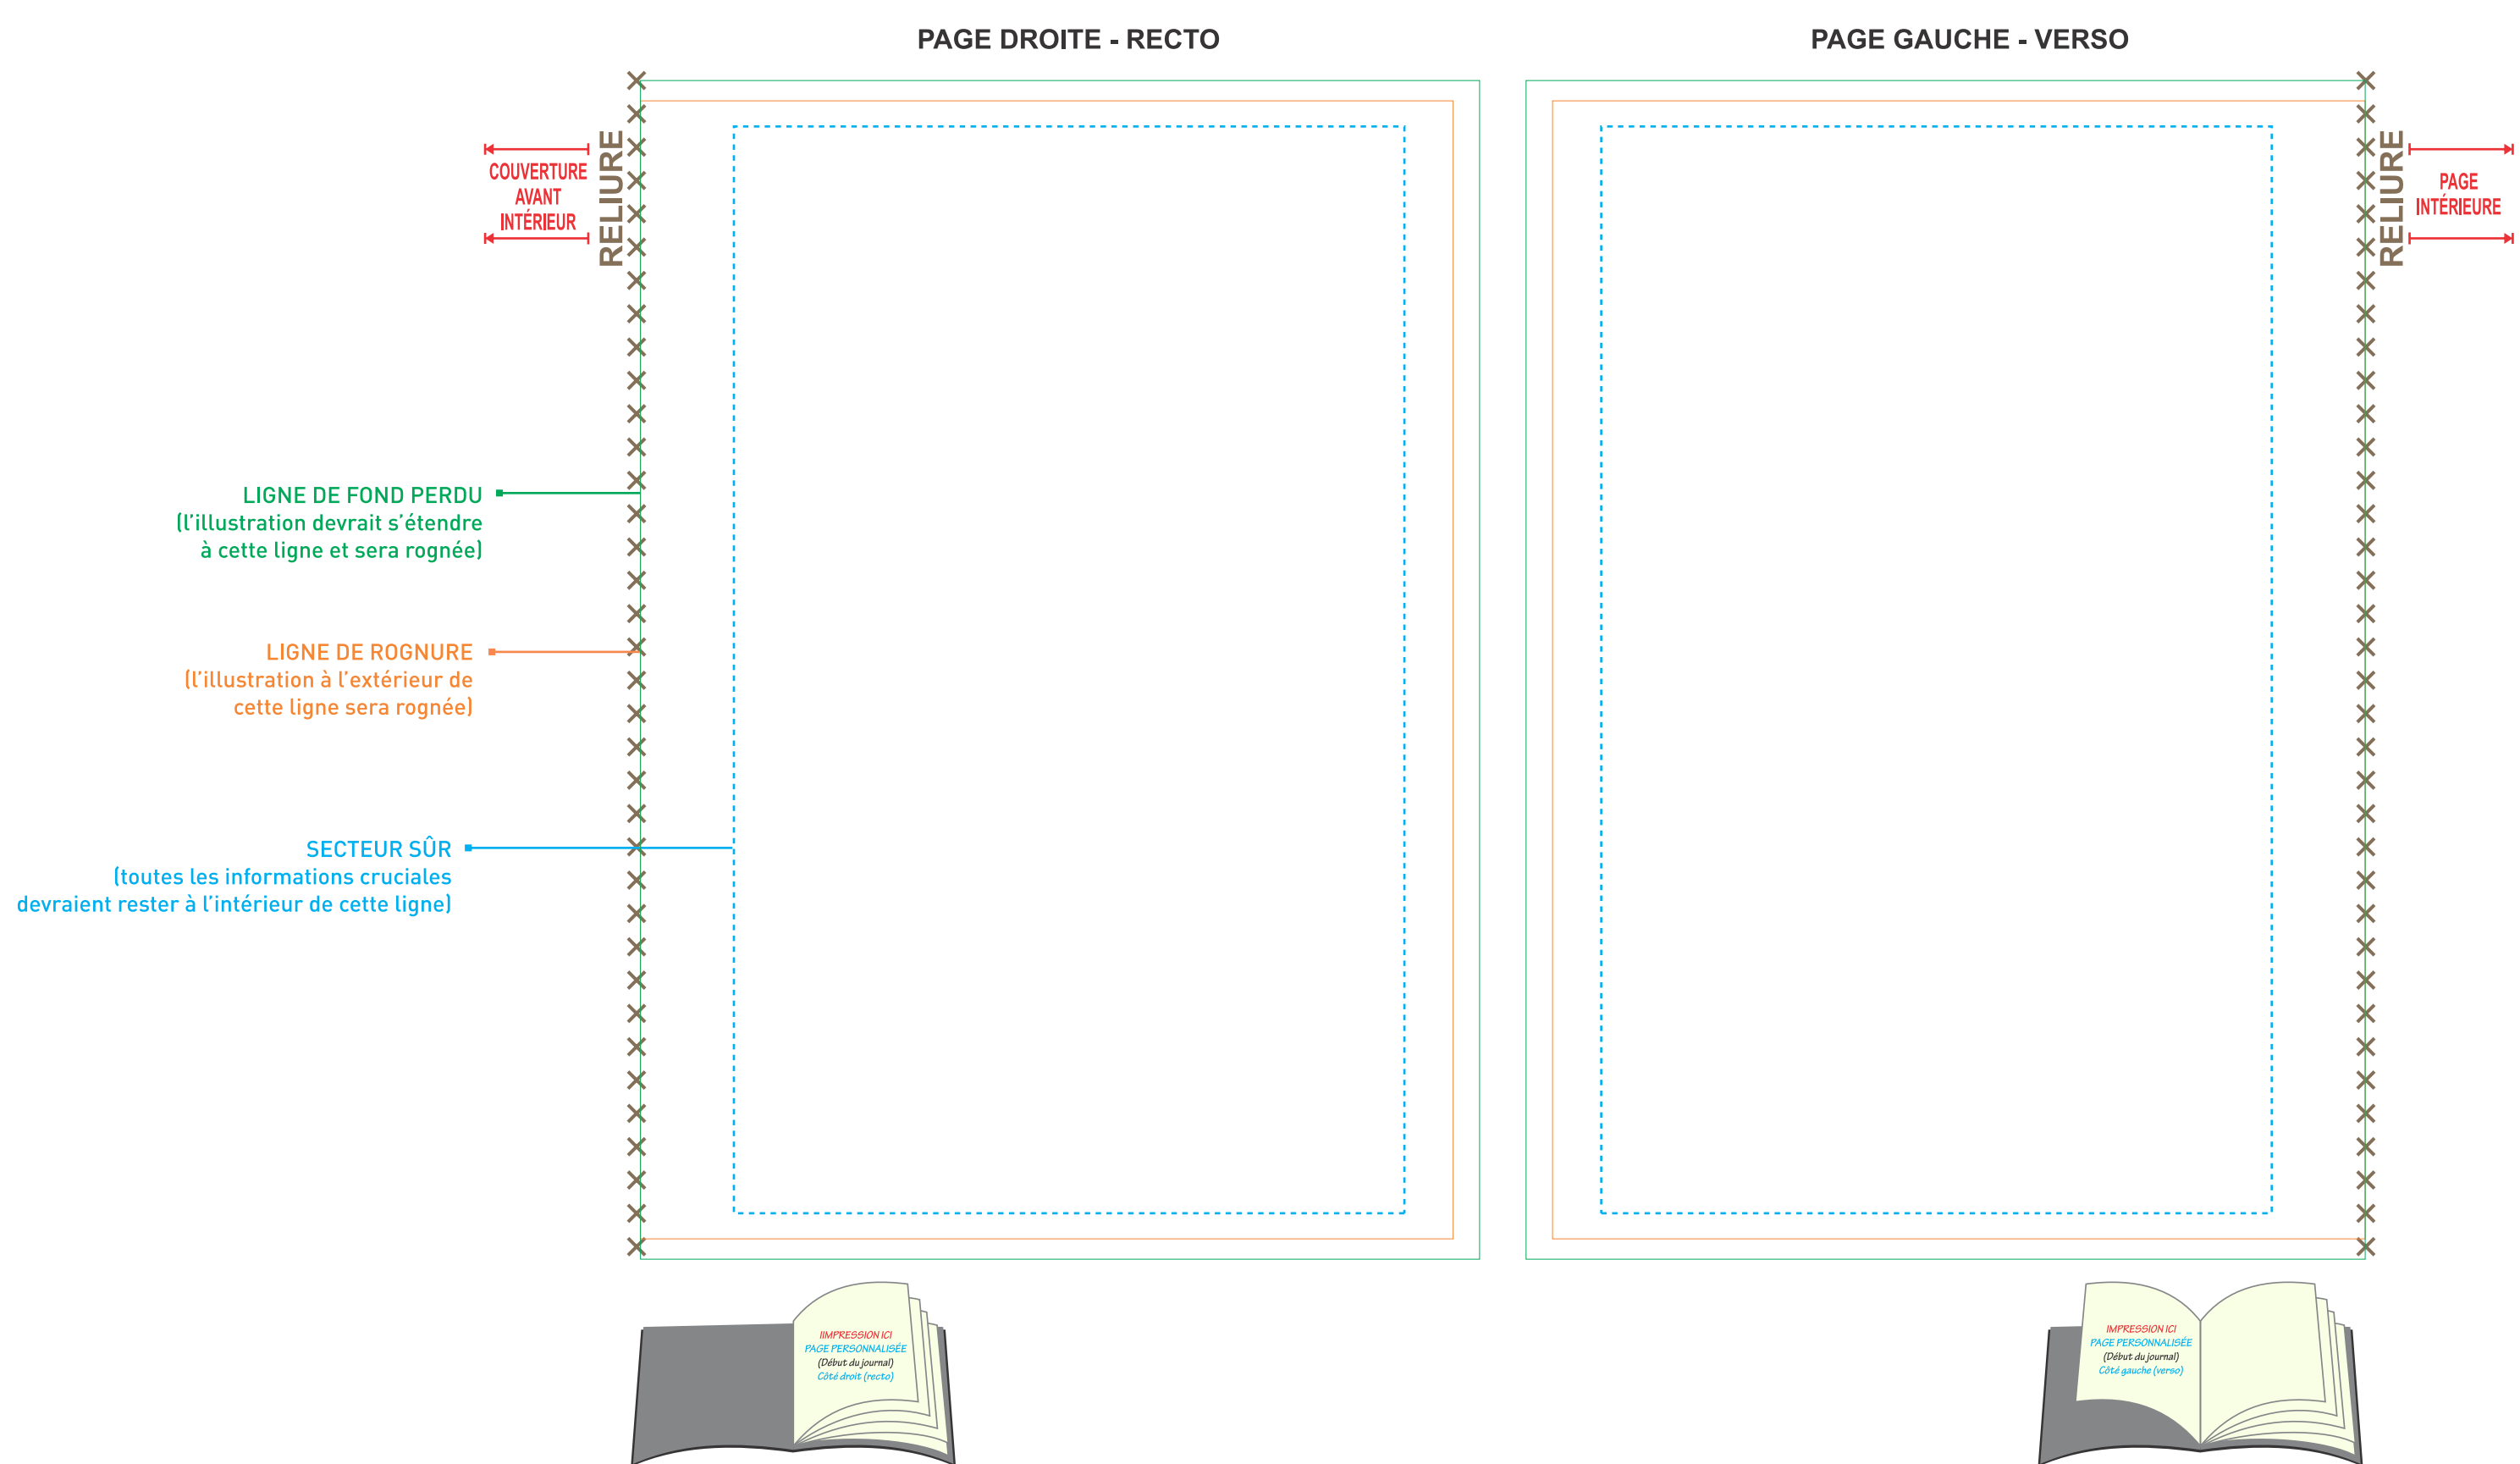 PAGE DROITE - RECTO
PAGE GAUCHE - VERSO
COUVERTURE
AVANT
INTÉRIEUR
RELIURE
RELIURE
PAGE
INTÉRIEURE
LIGNE DE FOND PERDU
(l’illustration devrait s’étendre
à cette ligne et sera rognée)
LIGNE DE ROGNURE
(l’illustration à l’extérieur de
cette ligne sera rognée)
SECTEUR SÛR
(toutes les informations cruciales
devraient rester à l’intérieur de cette ligne)
IIMPRESSION ICI
PAGE PERSONNALISÉE
(Début du journal)
Côté droit (recto)
IMPRESSION ICI
PAGE PERSONNALISÉE
(Début du journal)
Côté gauche (verso)